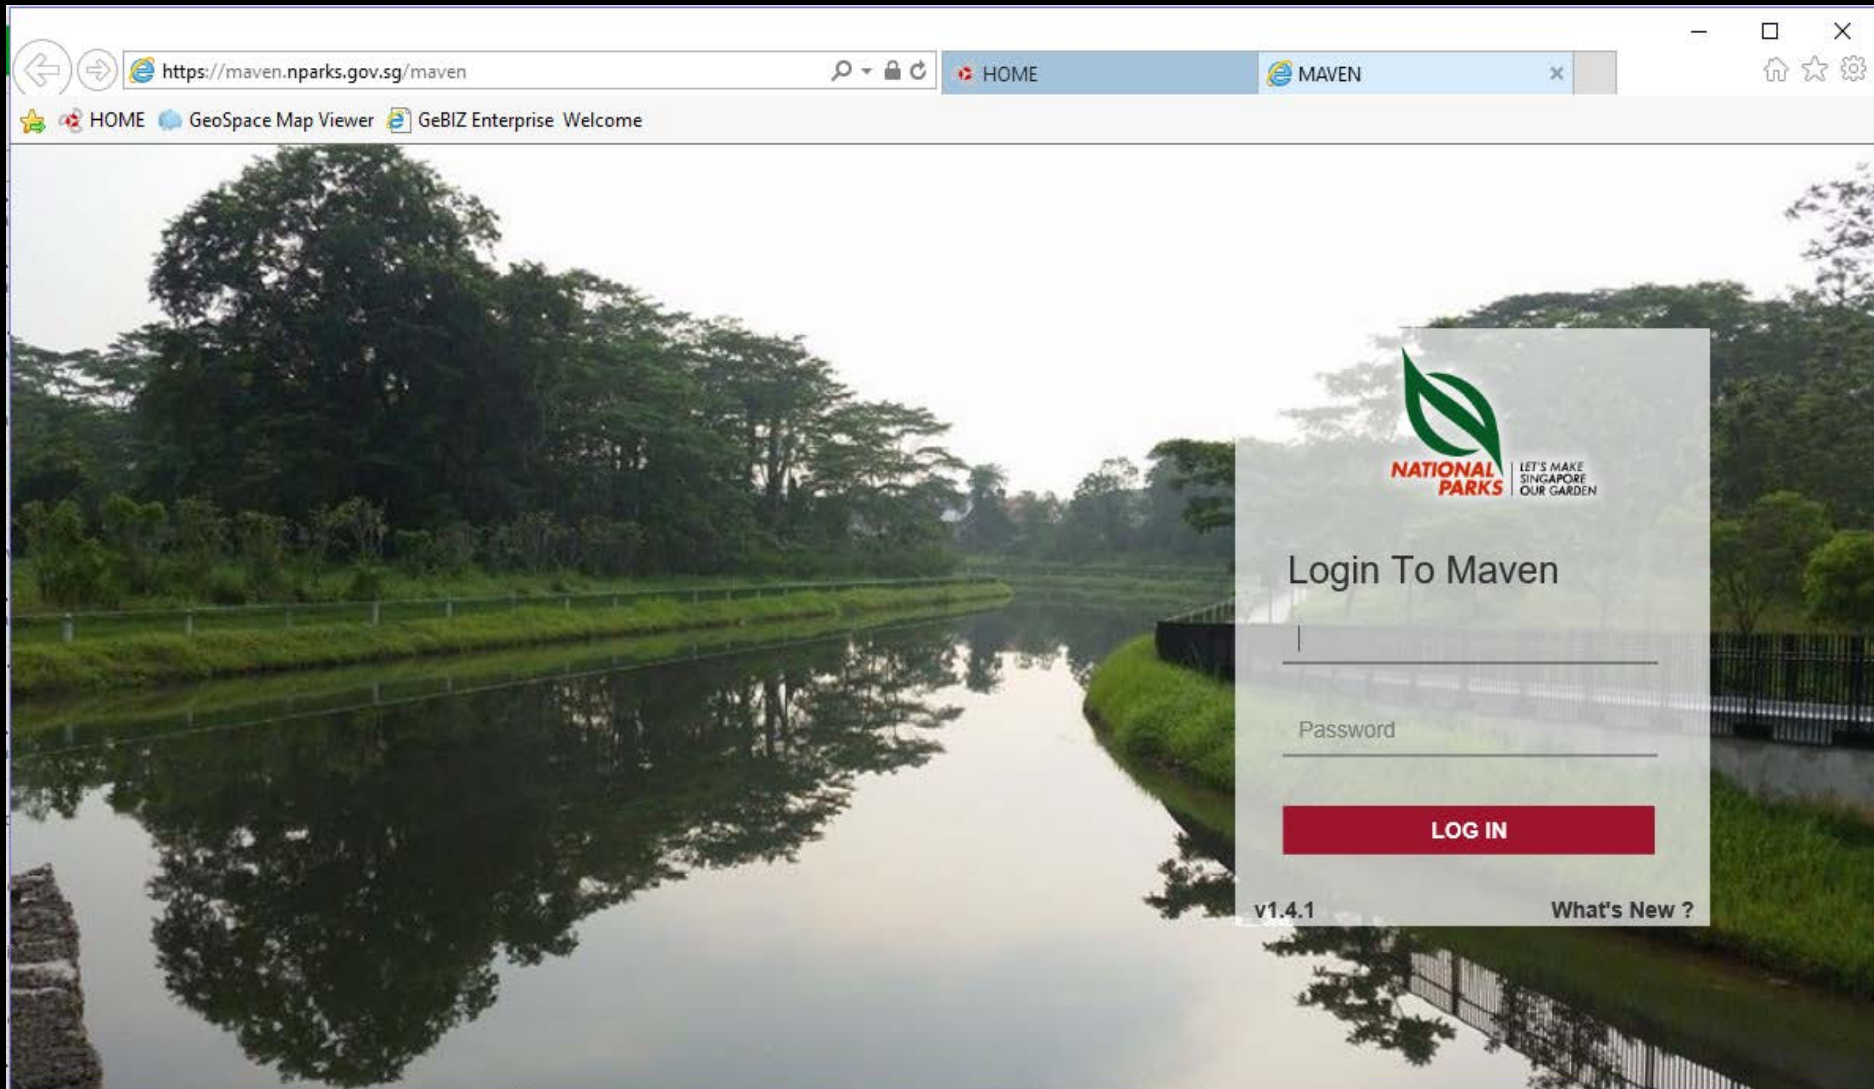 https://maven.nparks.gov.sg/maven
HOME
MAVEN
HOME
GeoSpace Map Viewer
GeBIZ Enterprise Welcome
NATIONAL
PARKS
LET'S MAKE
SINGAPORE
OUR GARDEN
Login To Maven
Password
LOG IN
v1.4.1
What's New ?